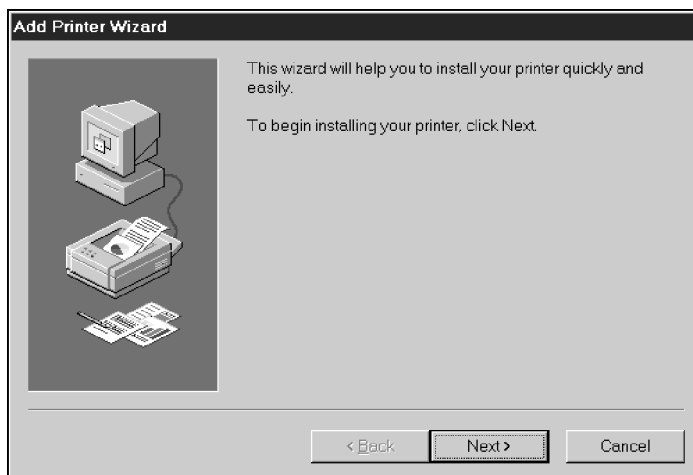 Add Printer Wizard
This wizard will help you to install your printer quickly and
easily.
To begin installing your printer, click Next.
< Back
Next >
Cancel